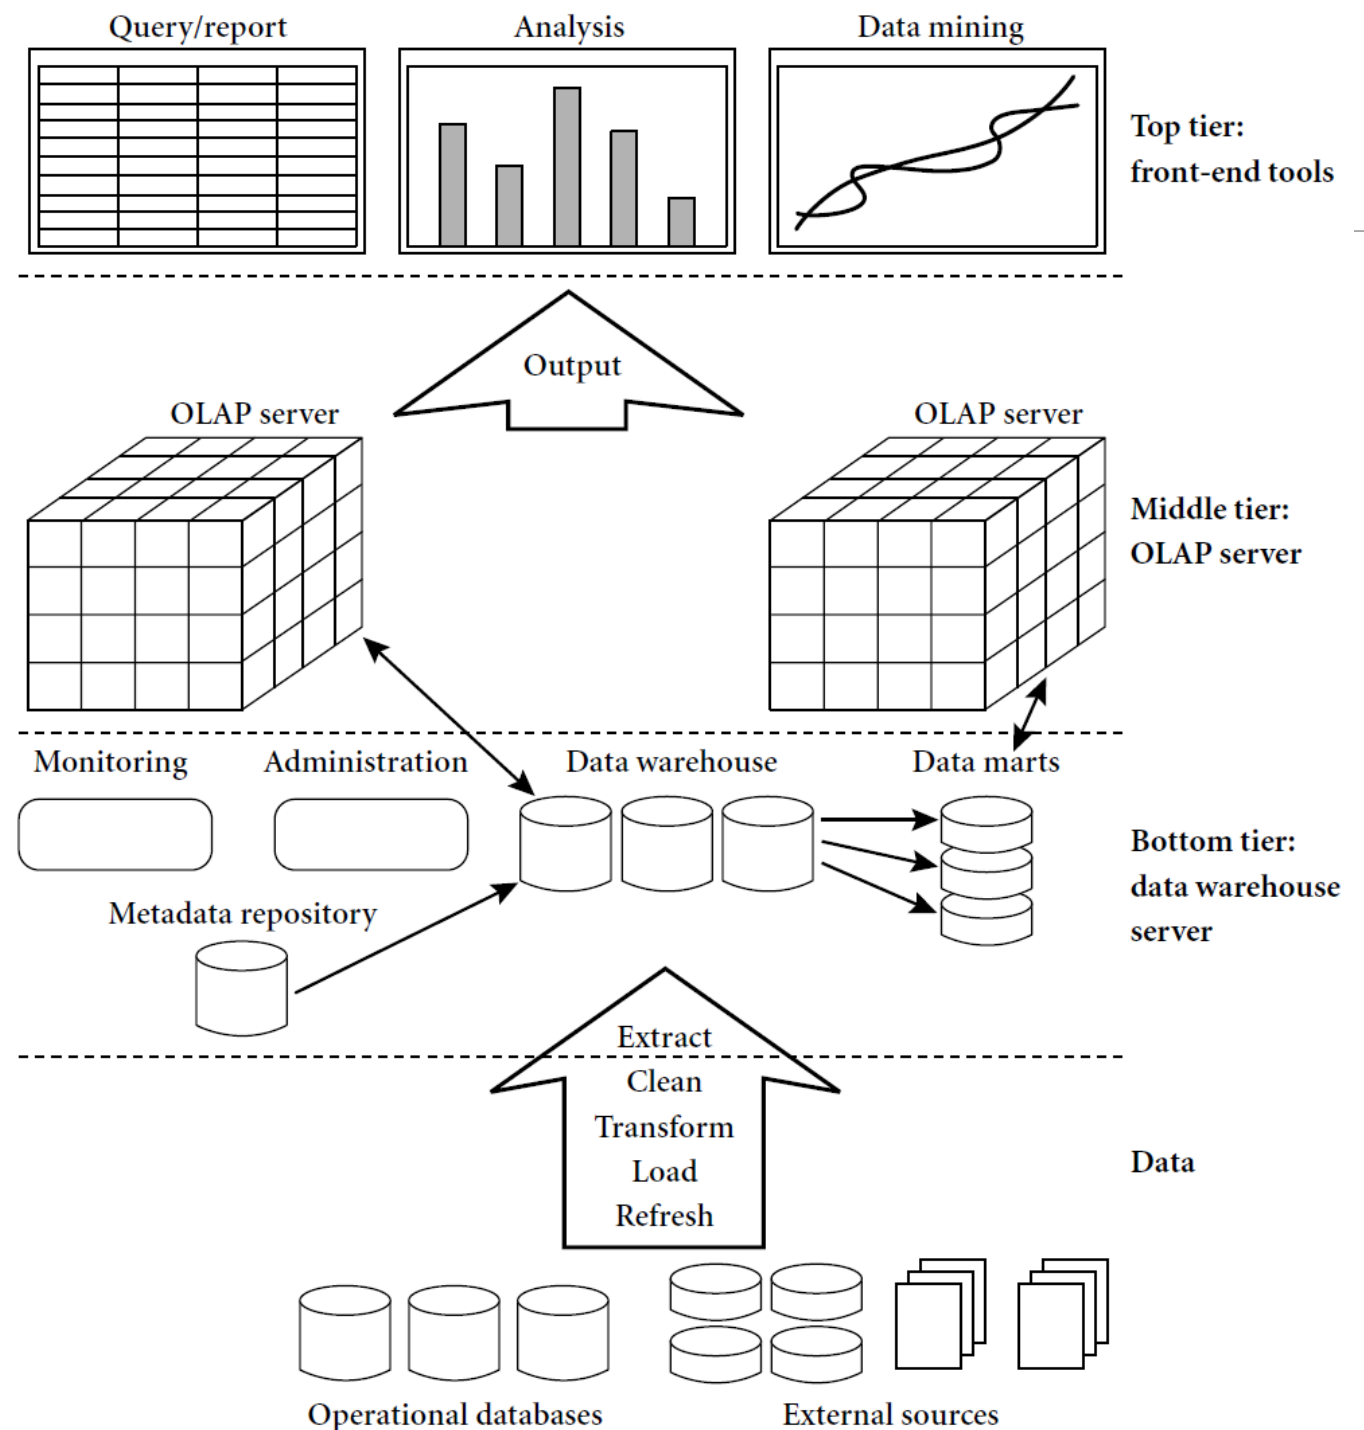 Query/report
Analysis
Data mining
Top tier:
front-end tools
Output
OLAP server
OLAP server
Middle tier:
OLAP server
Monitoring
Administration
Data warehouse
Data marts
Bottom tier:
data warehouse
server
Metadata repository
Extract
Clean
Transform
Load
Refresh
Data
Operational databases
External sources